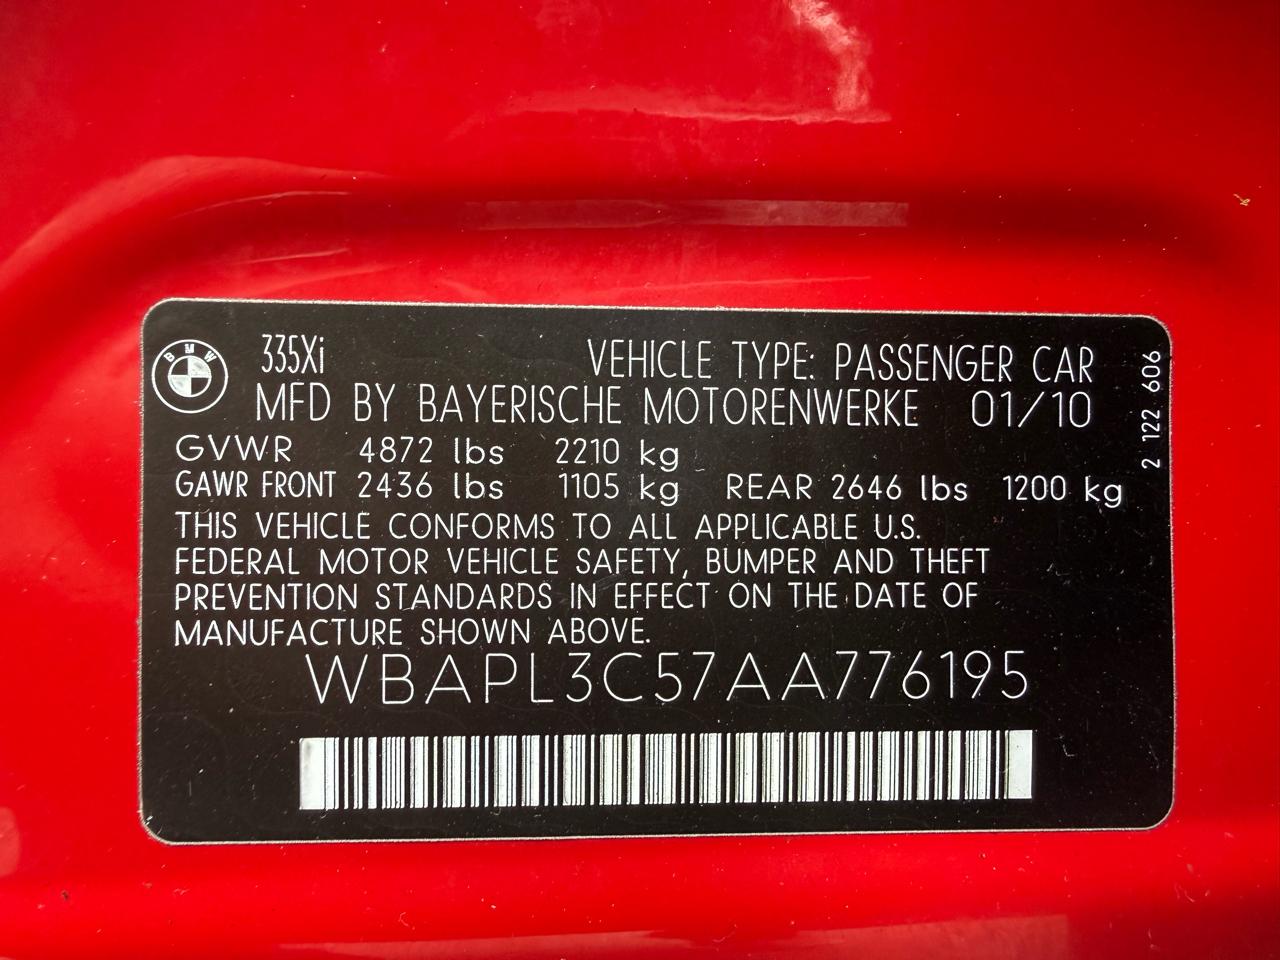 BMW
335Xi
VEHICLE TYPE: PASSENGER CAR
MFD BY BAYERISCHE MOTORENWERKE 01/10
GVWR 4872 lbs 2210 kg
GAWR FRONT 2436 lbs 1105 kg REAR 2646 lbs 1200 kg
THIS VEHICLE CONFORMS TO ALL APPLICABLE U.S.
FEDERAL MOTOR VEHICLE SAFETY, BUMPER AND THEFT
PREVENTION STANDARDS IN EFFECT ON THE DATE OF
MANUFACTURE SHOWN ABOVE.
WBAPL3C57AA776195
2 122 606